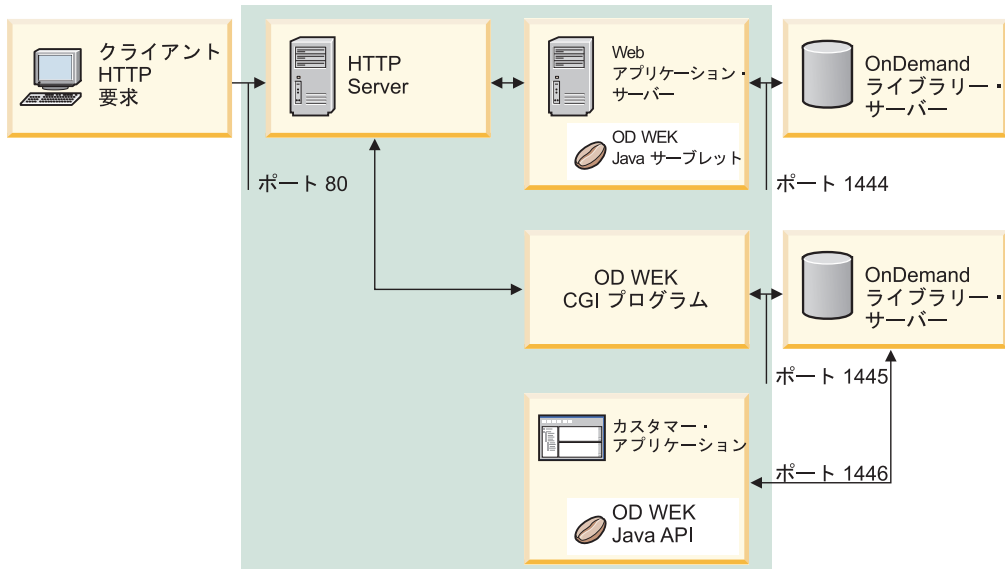 クライアント
HTTP
要求
HTTP
Server
Web
アプリケーション・
サーバー
OD WEK
Java サーブレット
OnDemand
ライブラリー・
サーバー
ポート 80
ポート 1444
OD WEK
CGI プログラム
OnDemand
ライブラリー・
サーバー
ポート 1445
カスタマー・
アプリケーション
ポート 1446
OD WEK
Java API